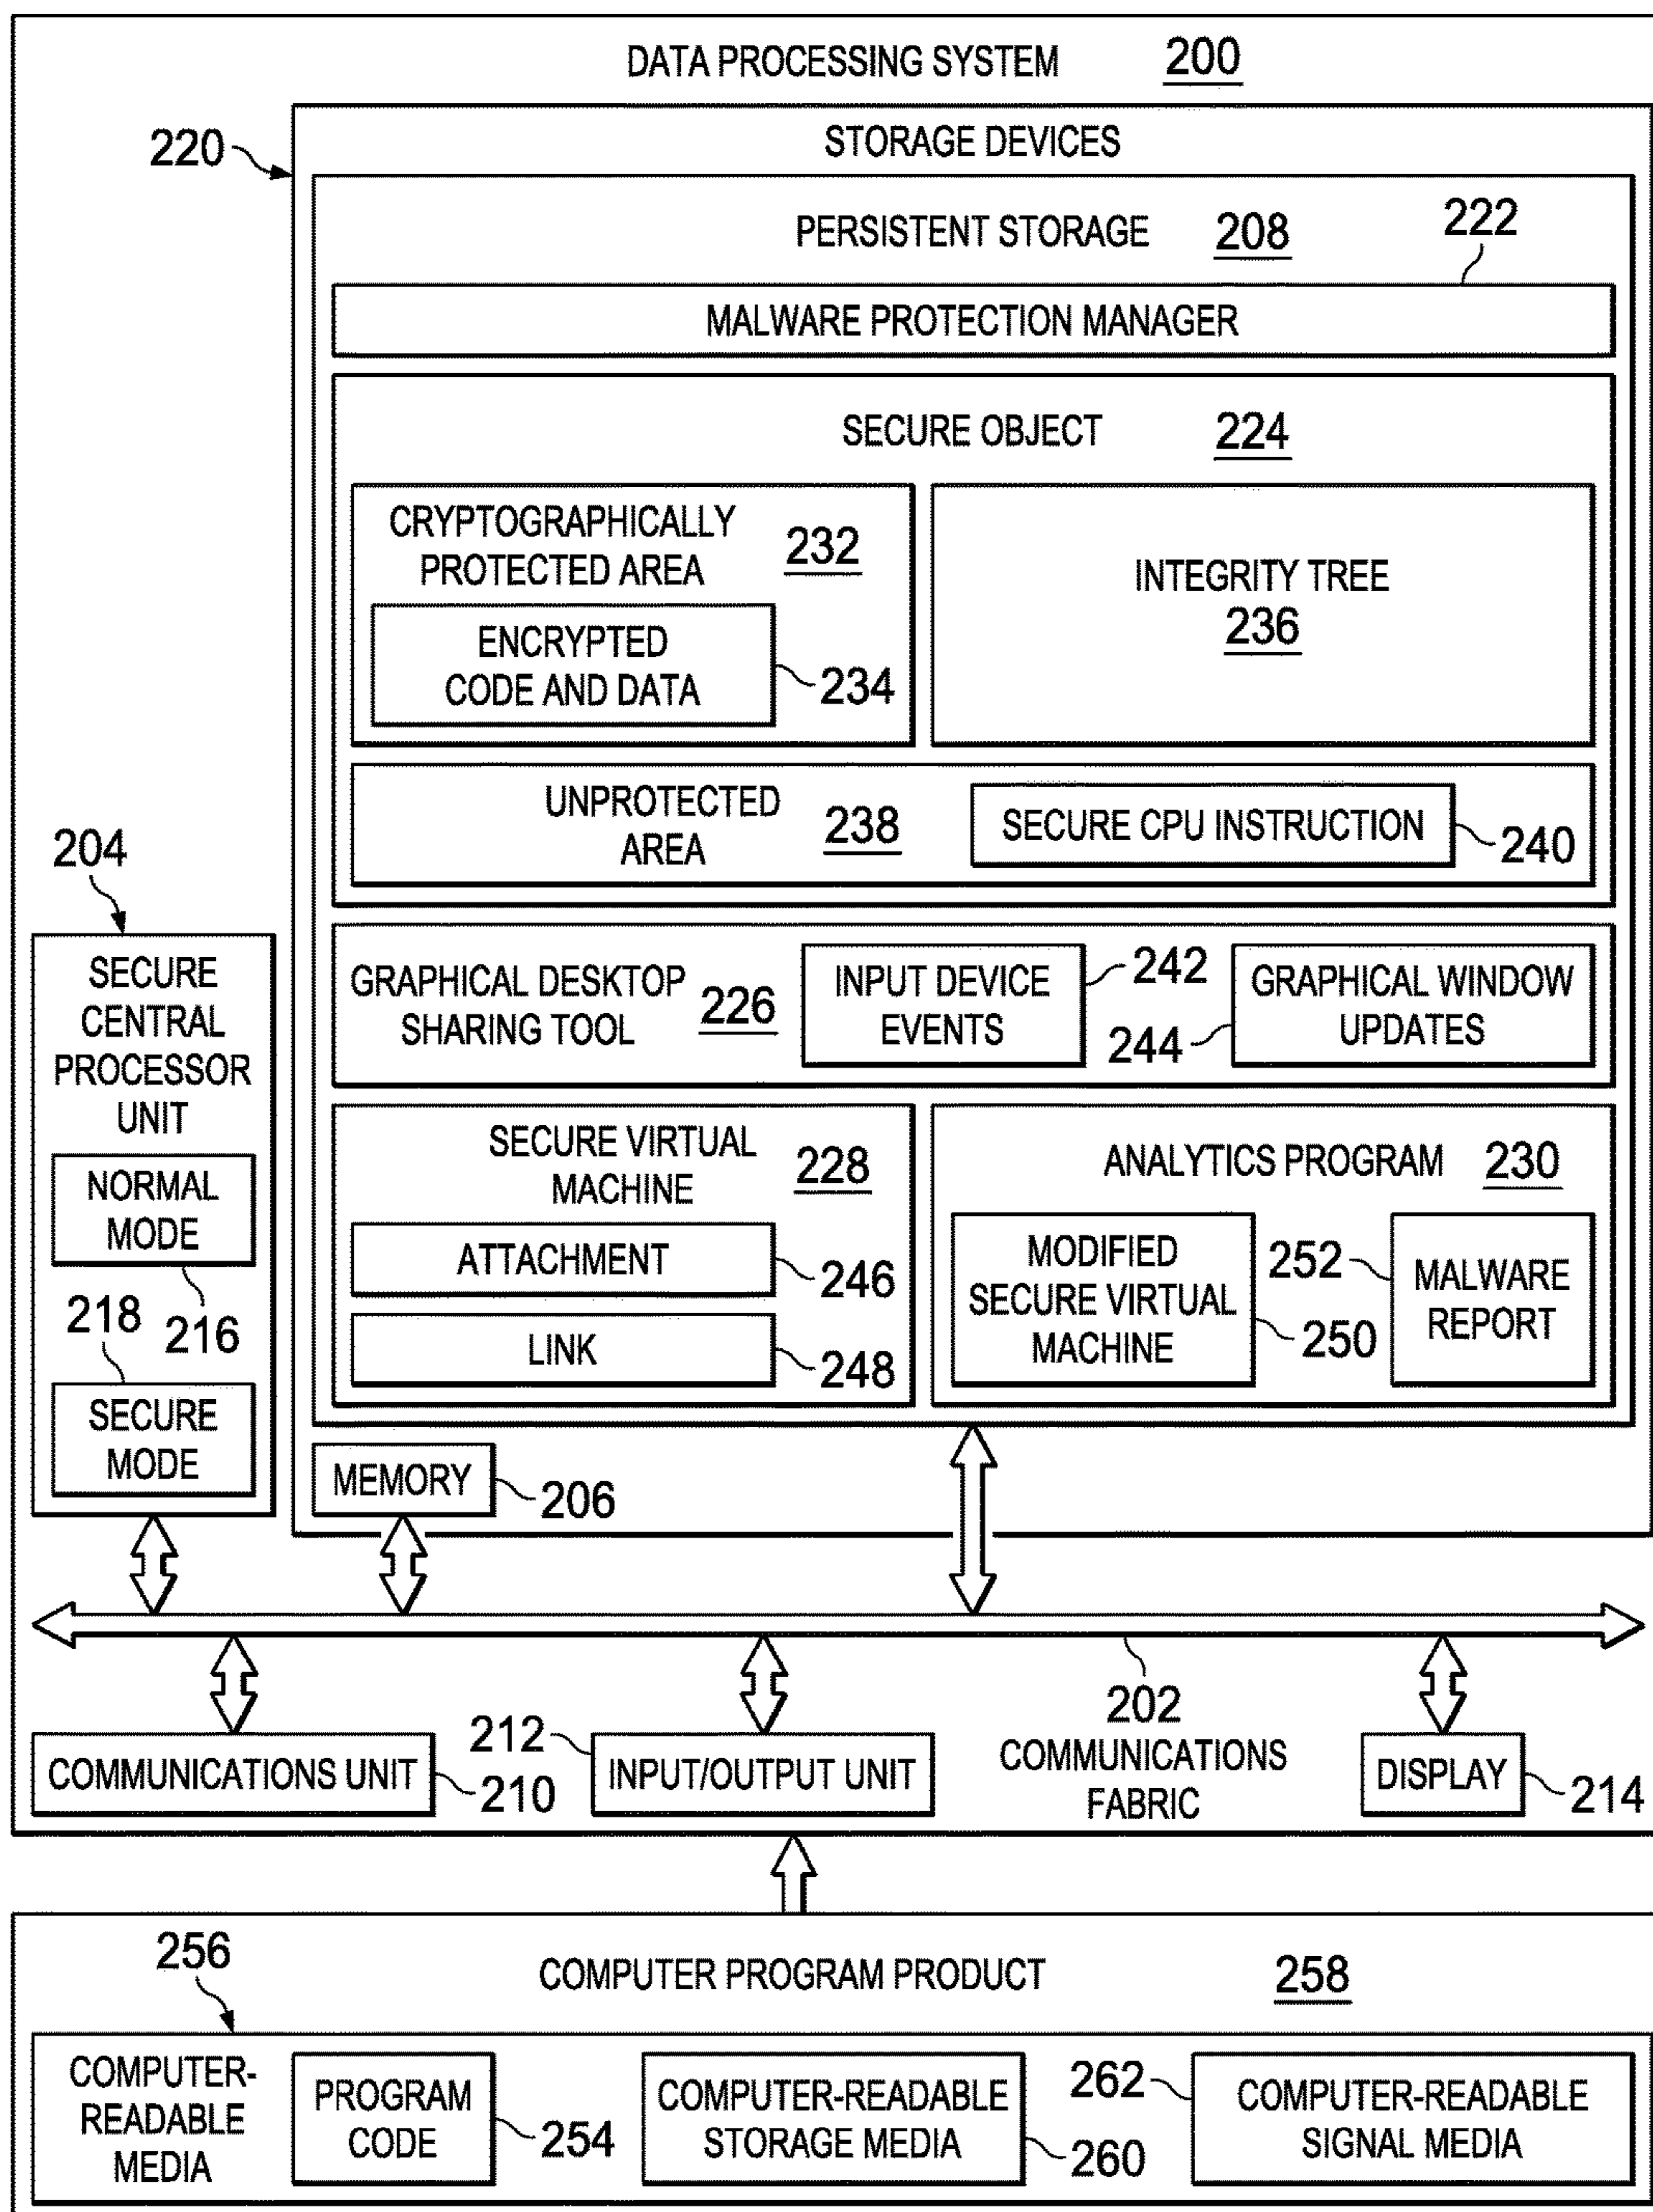 DATA PROCESSING SYSTEM 200
220
STORAGE DEVICES
PERSISTENT STORAGE 208
222
MALWARE PROTECTION MANAGER
SECURE OBJECT 224
CRYPTOGRAPHICALLY
PROTECTED AREA
232
ENCRYPTED
CODE AND DATA
234
INTEGRITY TREE
236
UNPROTECTED
AREA
238
SECURE CPU INSTRUCTION
240
204
SECURE
CENTRAL
PROCESSOR
UNIT
NORMAL
MODE
216
218
SECURE
MODE
GRAPHICAL DESKTOP
SHARING TOOL
226
INPUT DEVICE
EVENTS
242
244
GRAPHICAL WINDOW
UPDATES
SECURE VIRTUAL
MACHINE
228
ATTACHMENT
246
LINK
248
ANALYTICS PROGRAM 230
MODIFIED
SECURE VIRTUAL
MACHINE
250
252
MALWARE
REPORT
MEMORY
206
202
COMMUNICATIONS
FABRIC
COMMUNICATIONS UNIT
210
212
INPUT/OUTPUT UNIT
DISPLAY
214
256
COMPUTER PROGRAM PRODUCT 258
COMPUTER-
READABLE
MEDIA
PROGRAM
CODE
254
COMPUTER-READABLE
STORAGE MEDIA
260
262
COMPUTER-READABLE
SIGNAL MEDIA